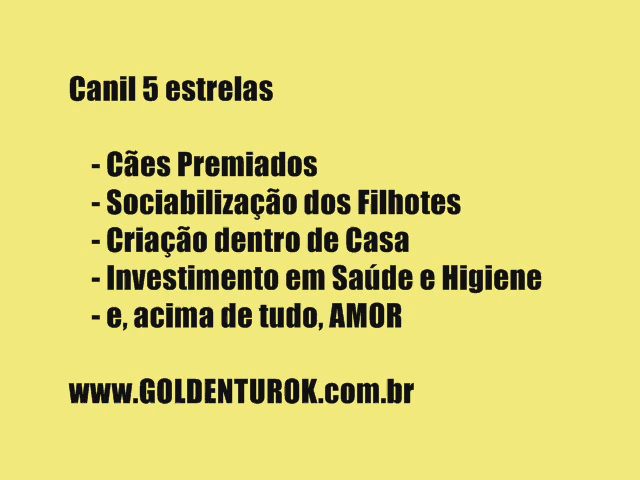 Canil 5 estrelas
- Cães Premiados
- Sociabilização dos Filhotes
- Criação dentro de Casa
- Investimento em Saúde e Higiene
- e, acima de tudo, AMOR
www.GOLDENTUROK.com.br